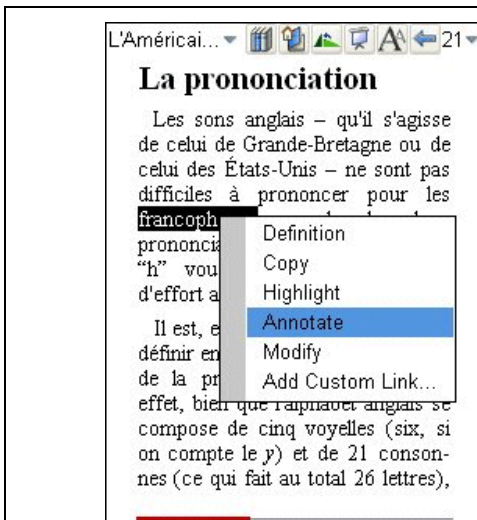 L'Américai... 21
La prononciation
Les sons anglais – qu'il s'agisse
de celui de Grande-Bretagne ou de
celui des États-Unis – ne sont pas
difficiles à prononcer pour les
francoph
prononcia
“h” vou
d'effort a
Definition
Copy
Highlight
Annotate
Modify
Add Custom Link...
Il est, e
définir en
de la pr
effet, bien que l'alphabet anglais se
compose de cinq voyelles (six, si
on compte le y) et de 21 conson-
nes (ce qui fait au total 26 lettres),